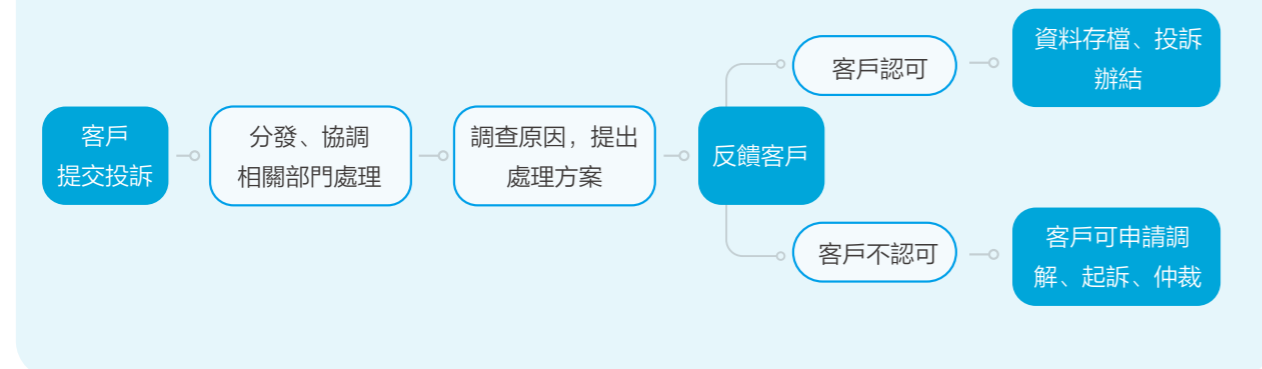 客戶
提交投訴
分發、協調
相關部門處理
調查原因，提出
處理方案
反饋客戶
客戶認可
資料存檔、投訴
辦結
客戶不認可
客戶可申請調
解、起訴、仲裁